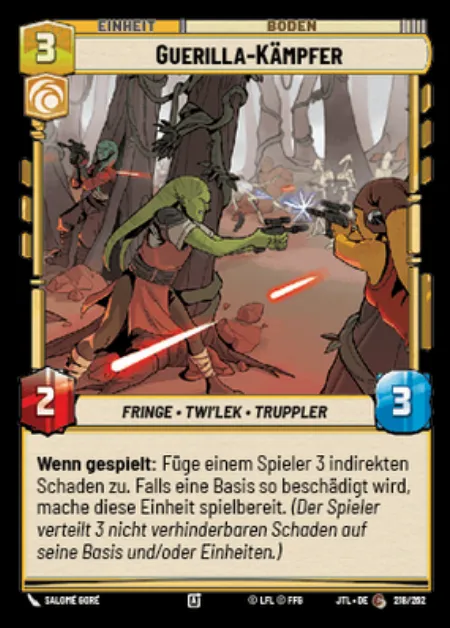 EINHEIT
BODEN
3
GUERILLA-KÄMPFER
2
FRINGE • TWI'LEK • TRUPPLER
3
Wenn gespielt: Füge einem Spieler 3 indirekten
Schaden zu. Falls eine Basis so beschädigt wird,
mache diese Einheit spielbereit. (Der Spieler
verteilt 3 nicht verhinderbaren Schaden auf
seine Basis und/oder Einheiten.)
SALOMÉ GORÉ
A
© LFL © FFG
JTL • DE
C
216/262